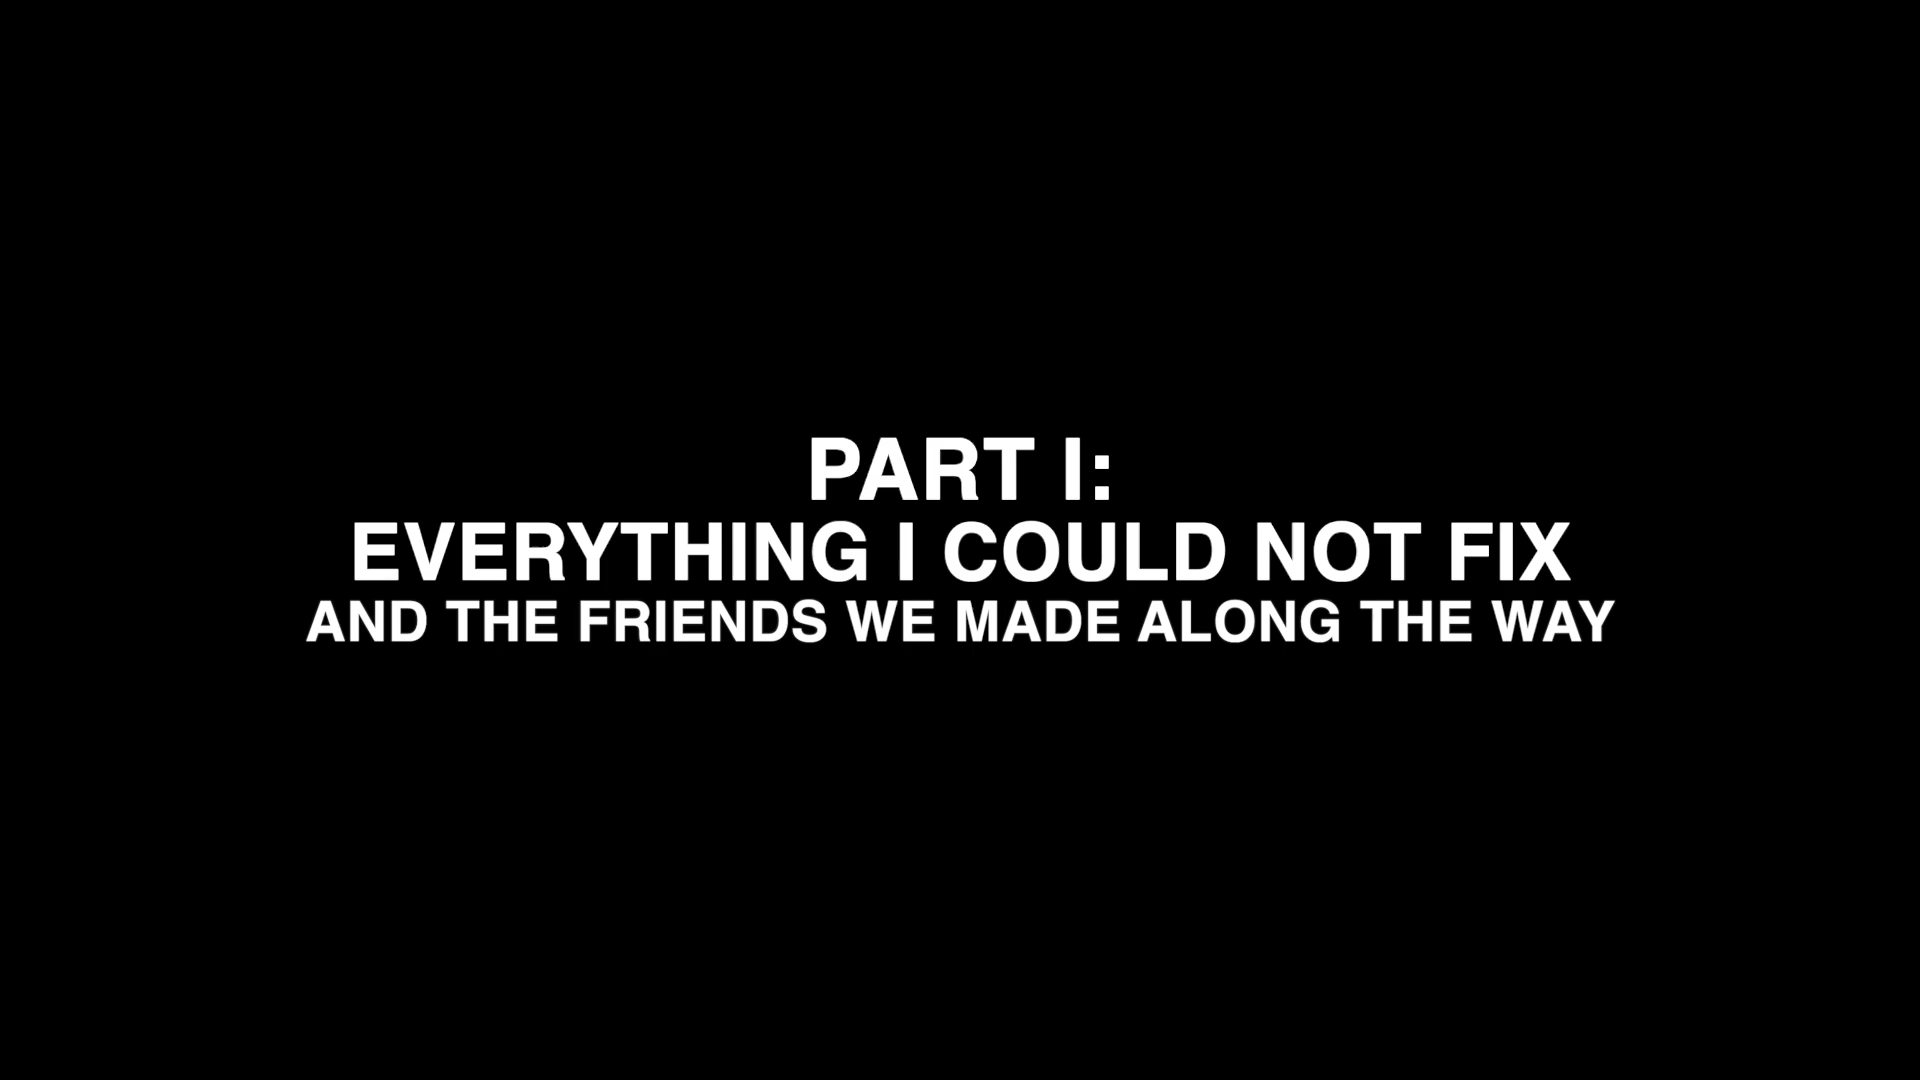 PART I:
EVERYTHING I COULD NOT FIX
AND THE FRIENDS WE MADE ALONG THE WAY